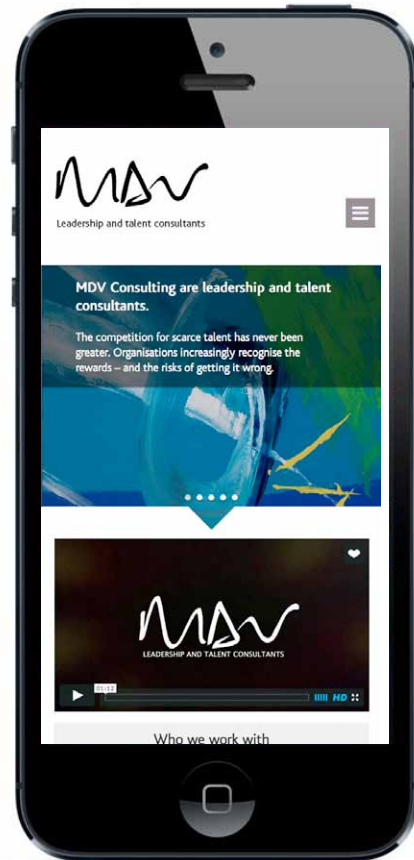 MDV
Leadership and talent consultants
MDV Consulting are leadership and talent
consultants.
The competition for scarce talent has never been
greater. Organisations increasingly recognise the
rewards – and the risks of getting it wrong.
MDV
LEADERSHIP AND TALENT CONSULTANTS
01:12
HD
Who we work with